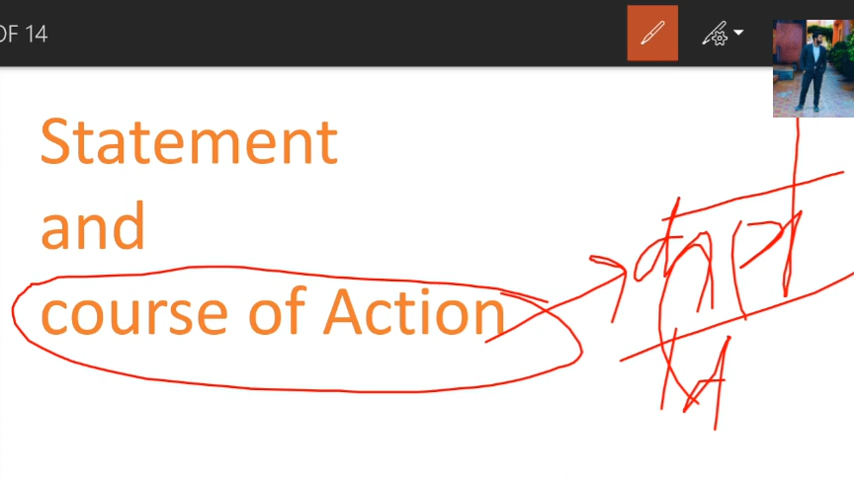 OF 14
Statement
and
course of Action